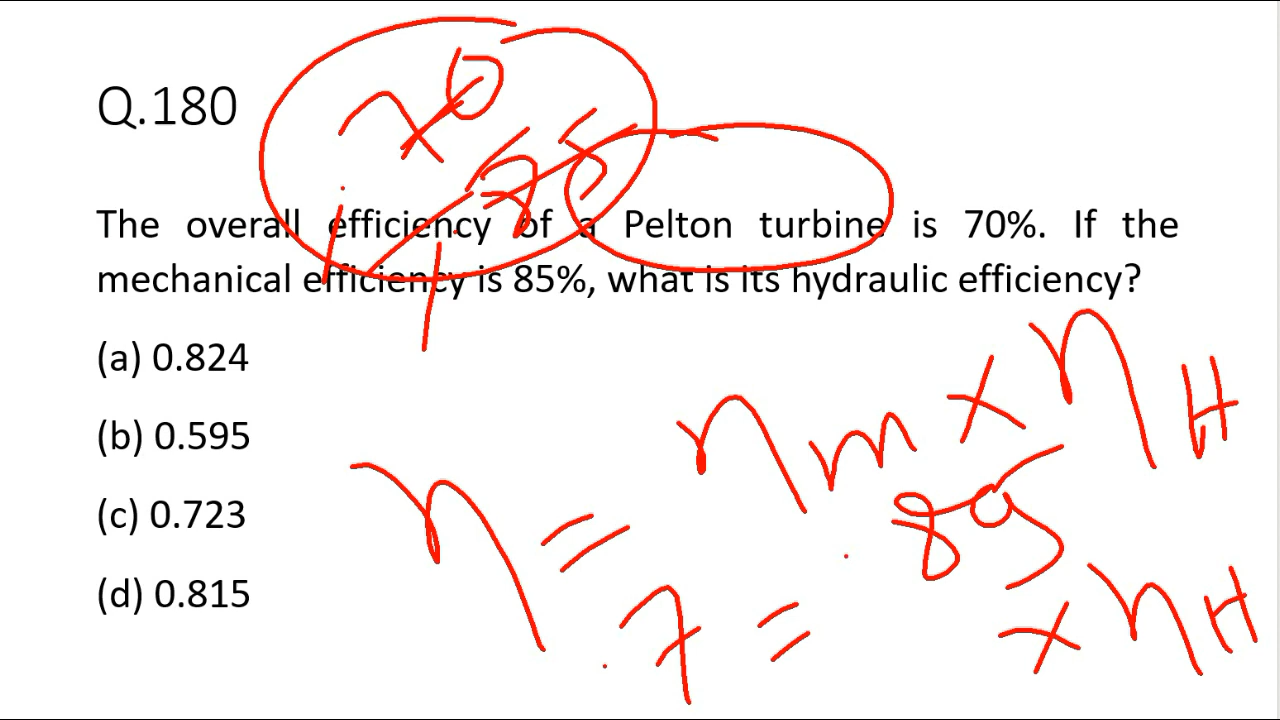 Q.180
70
The overall efficiency of a Pelton turbine is 70%. If the
mechanical efficiency is 85%, what is its hydraulic efficiency?
(a) 0.824
(b) 0.595
(c) 0.723
(d) 0.815
η = ηm × ηH
.7 = .85 × ηH